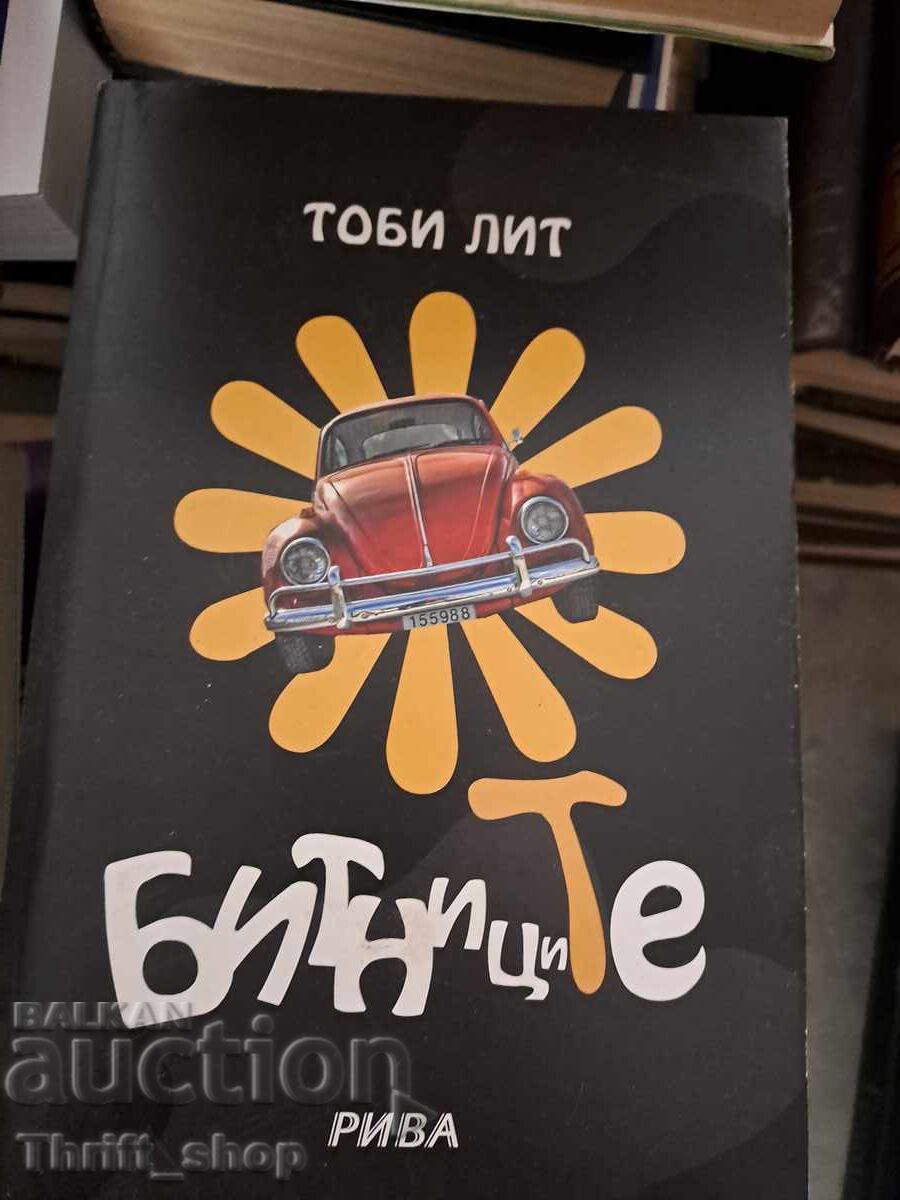 ТОБИ ЛИТ
155988
БИТНИЦИТЕ
BALKAN
auction
РИВА
Thrift_shop